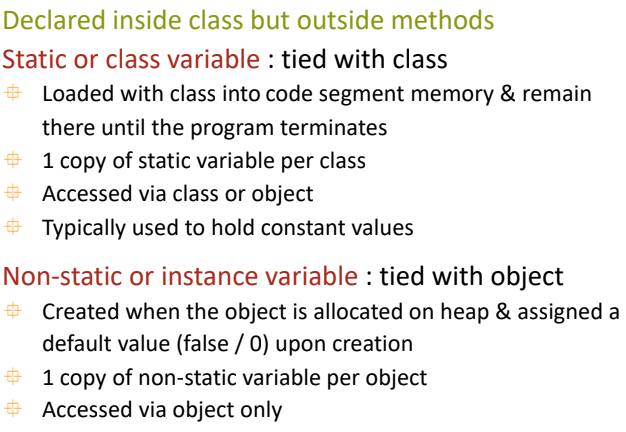 Declared inside class but outside methods
Static or class variable : tied with class
Loaded with class into code segment memory & remain
there until the program terminates
1 copy of static variable per class
Accessed via class or object
Typically used to hold constant values
Non-static or instance variable : tied with object
Created when the object is allocated on heap & assigned a
default value (false / 0) upon creation
1 copy of non-static variable per object
Accessed via object only